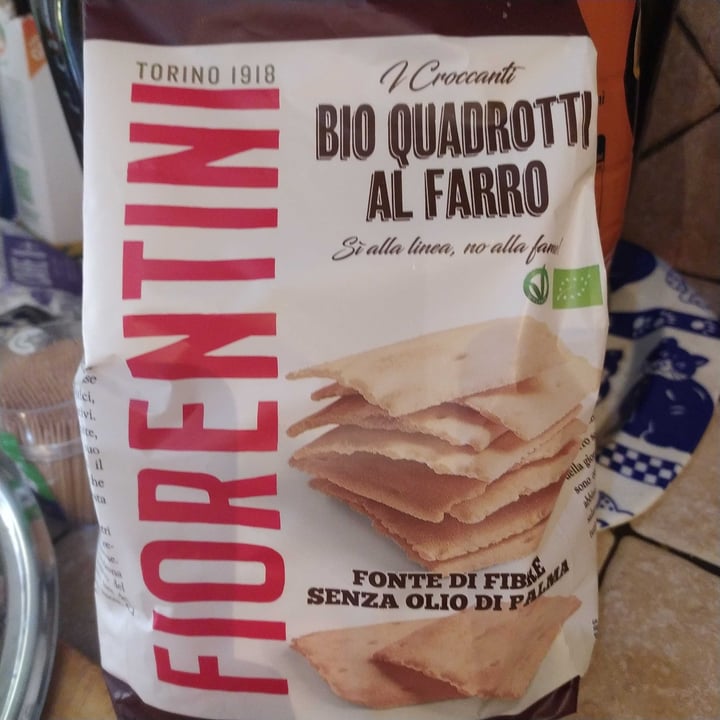 TORINO 1918
FIORENTINI
I Croccanti
BIO QUADROTTI
AL FARRO
Sì alla linea, no alla fame!
FONTE DI FIBRE
SENZA OLIO DI PALMA